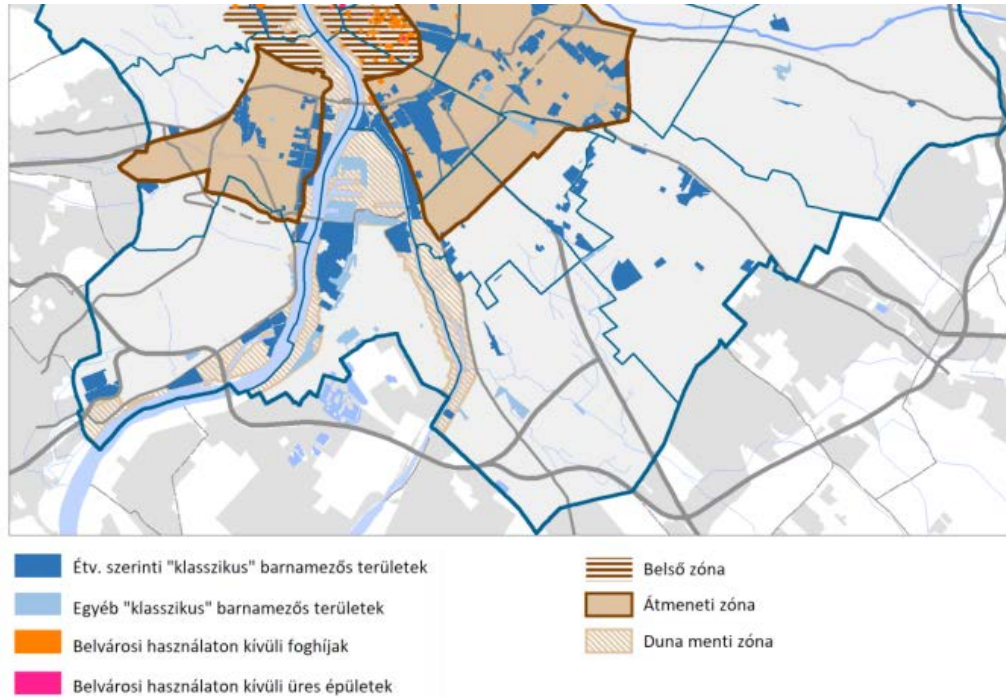 Étv. szerinti "klasszikus" barnamezős területek
Egyéb "klasszikus" barnamezős területek
Belvárosi használaton kívüli foghíjak
Belvárosi használaton kívüli üres épületek
Belső zóna
Átmeneti zóna
Duna menti zóna